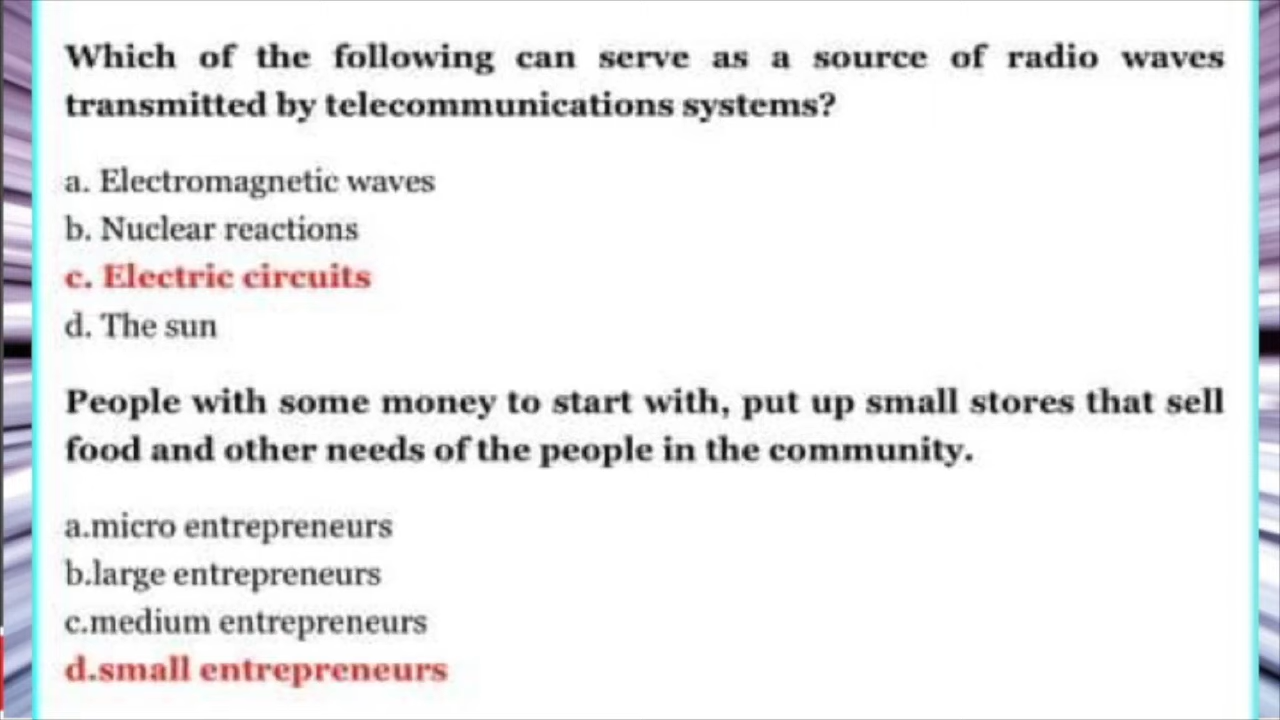 Which of the following can serve as a source of radio waves
transmitted by telecommunications systems?
a. Electromagnetic waves
b. Nuclear reactions
c. Electric circuits
d. The sun
People with some money to start with, put up small stores that sell
food and other needs of the people in the community.
a.micro entrepreneurs
b.large entrepreneurs
c.medium entrepreneurs
d.small entrepreneurs